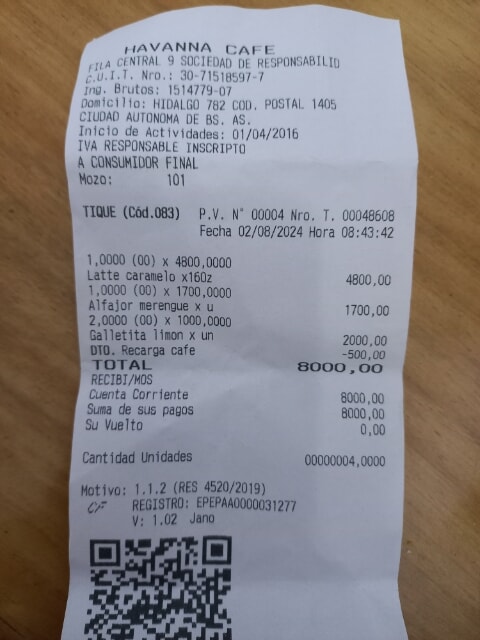 HAVANNA CAFE
FILA CENTRAL 9 SOCIEDAD DE RESPONSABILID
C.U.I.T. Nro.: 30-71518597-7
Ing. Brutos: 1514779-07
Domicilio: HIDALGO 782 COD. POSTAL 1405
CIUDAD AUTONOMA DE BS. AS.
Inicio de Actividades: 01/04/2016
IVA RESPONSABLE INSCRIPTO
A CONSUMIDOR FINAL
Mozo: 101
TIQUE (Cód.083) P.V. N° 00004 Nro. T. 00048608
Fecha 02/08/2024 Hora 08:43:42
1,0000 (00) x 4800,0000
Latte caramelo x16oz 4800,00
1,0000 (00) x 1700,0000
Alfajor merengue x u 1700,00
2,0000 (00) x 1000,0000
Galletita limon x un 2000,00
DTO. Recarga cafe -500,00
TOTAL 8000,00
RECIBI/MOS
Cuenta Corriente 8000,00
Suma de sus pagos 8000,00
Su Vuelto 0,00
Cantidad Unidades 00000004,0000
Motivo: 1.1.2 (RES 4520/2019)
CF REGISTRO: EPEPAA0000031277
V: 1.02 Jano